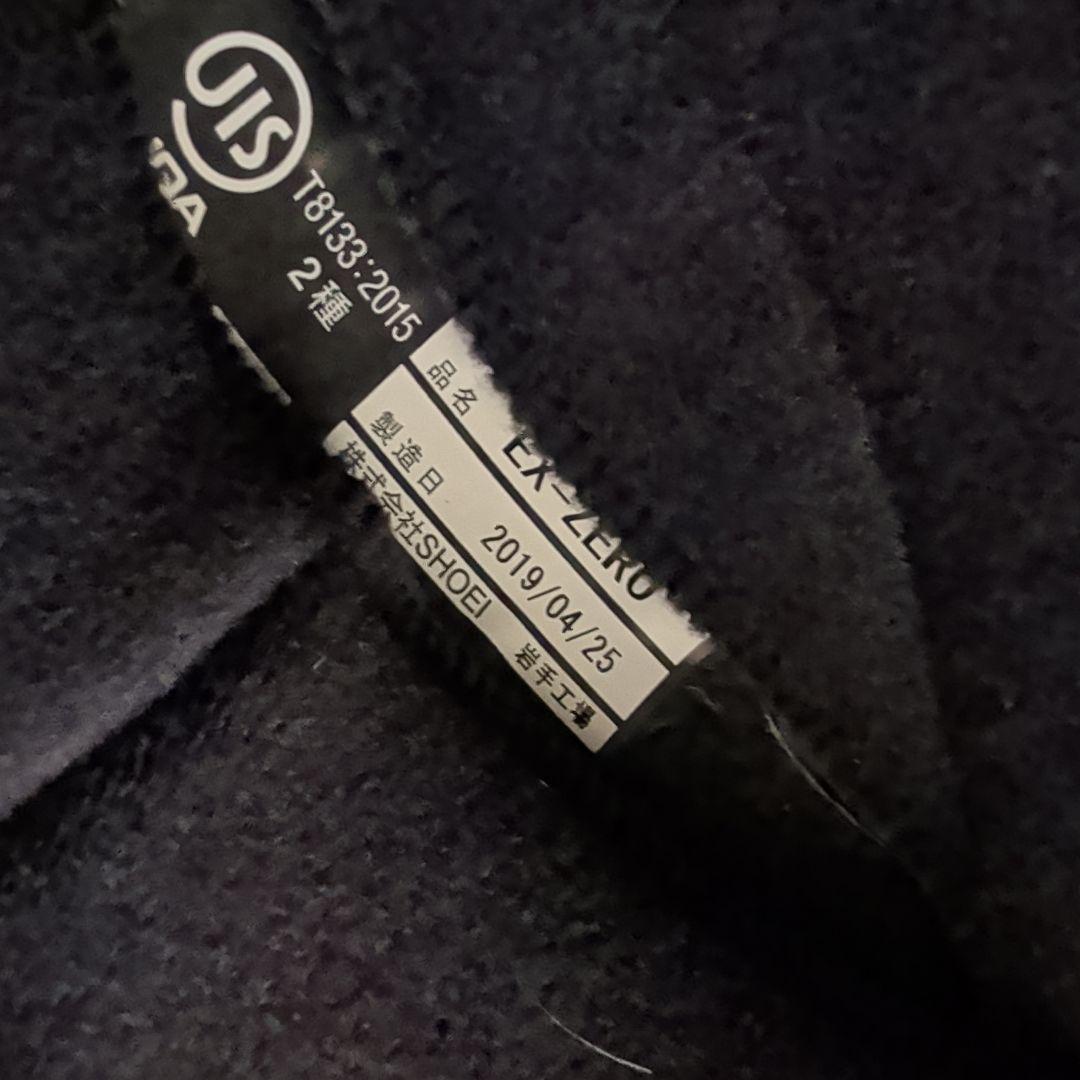 JIS
T8133:2015
2種
品名 EX-ZERO
製造日 2019/04/25
株式会社SHOEI 岩手工場